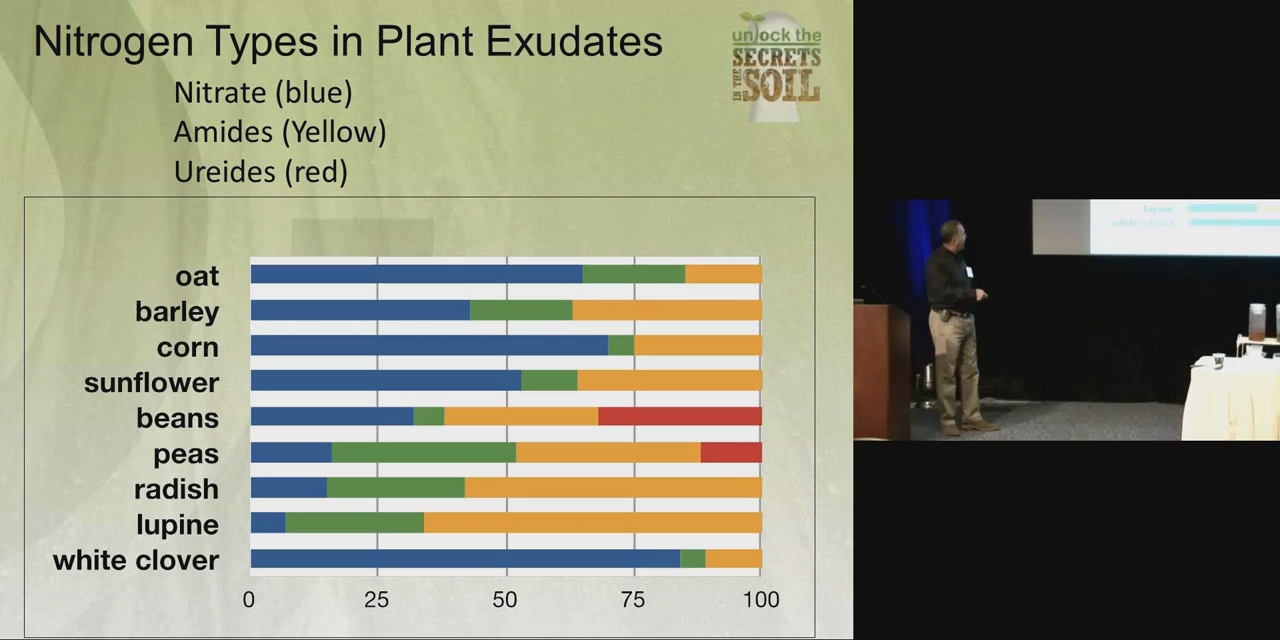 Nitrogen Types in Plant Exudates
Nitrate (blue)
Amides (Yellow)
Ureides (red)
unlock the
SECRETS
IN THE
SOIL
oat
barley
corn
sunflower
beans
peas
radish
lupine
white clover
0 25 50 75 100